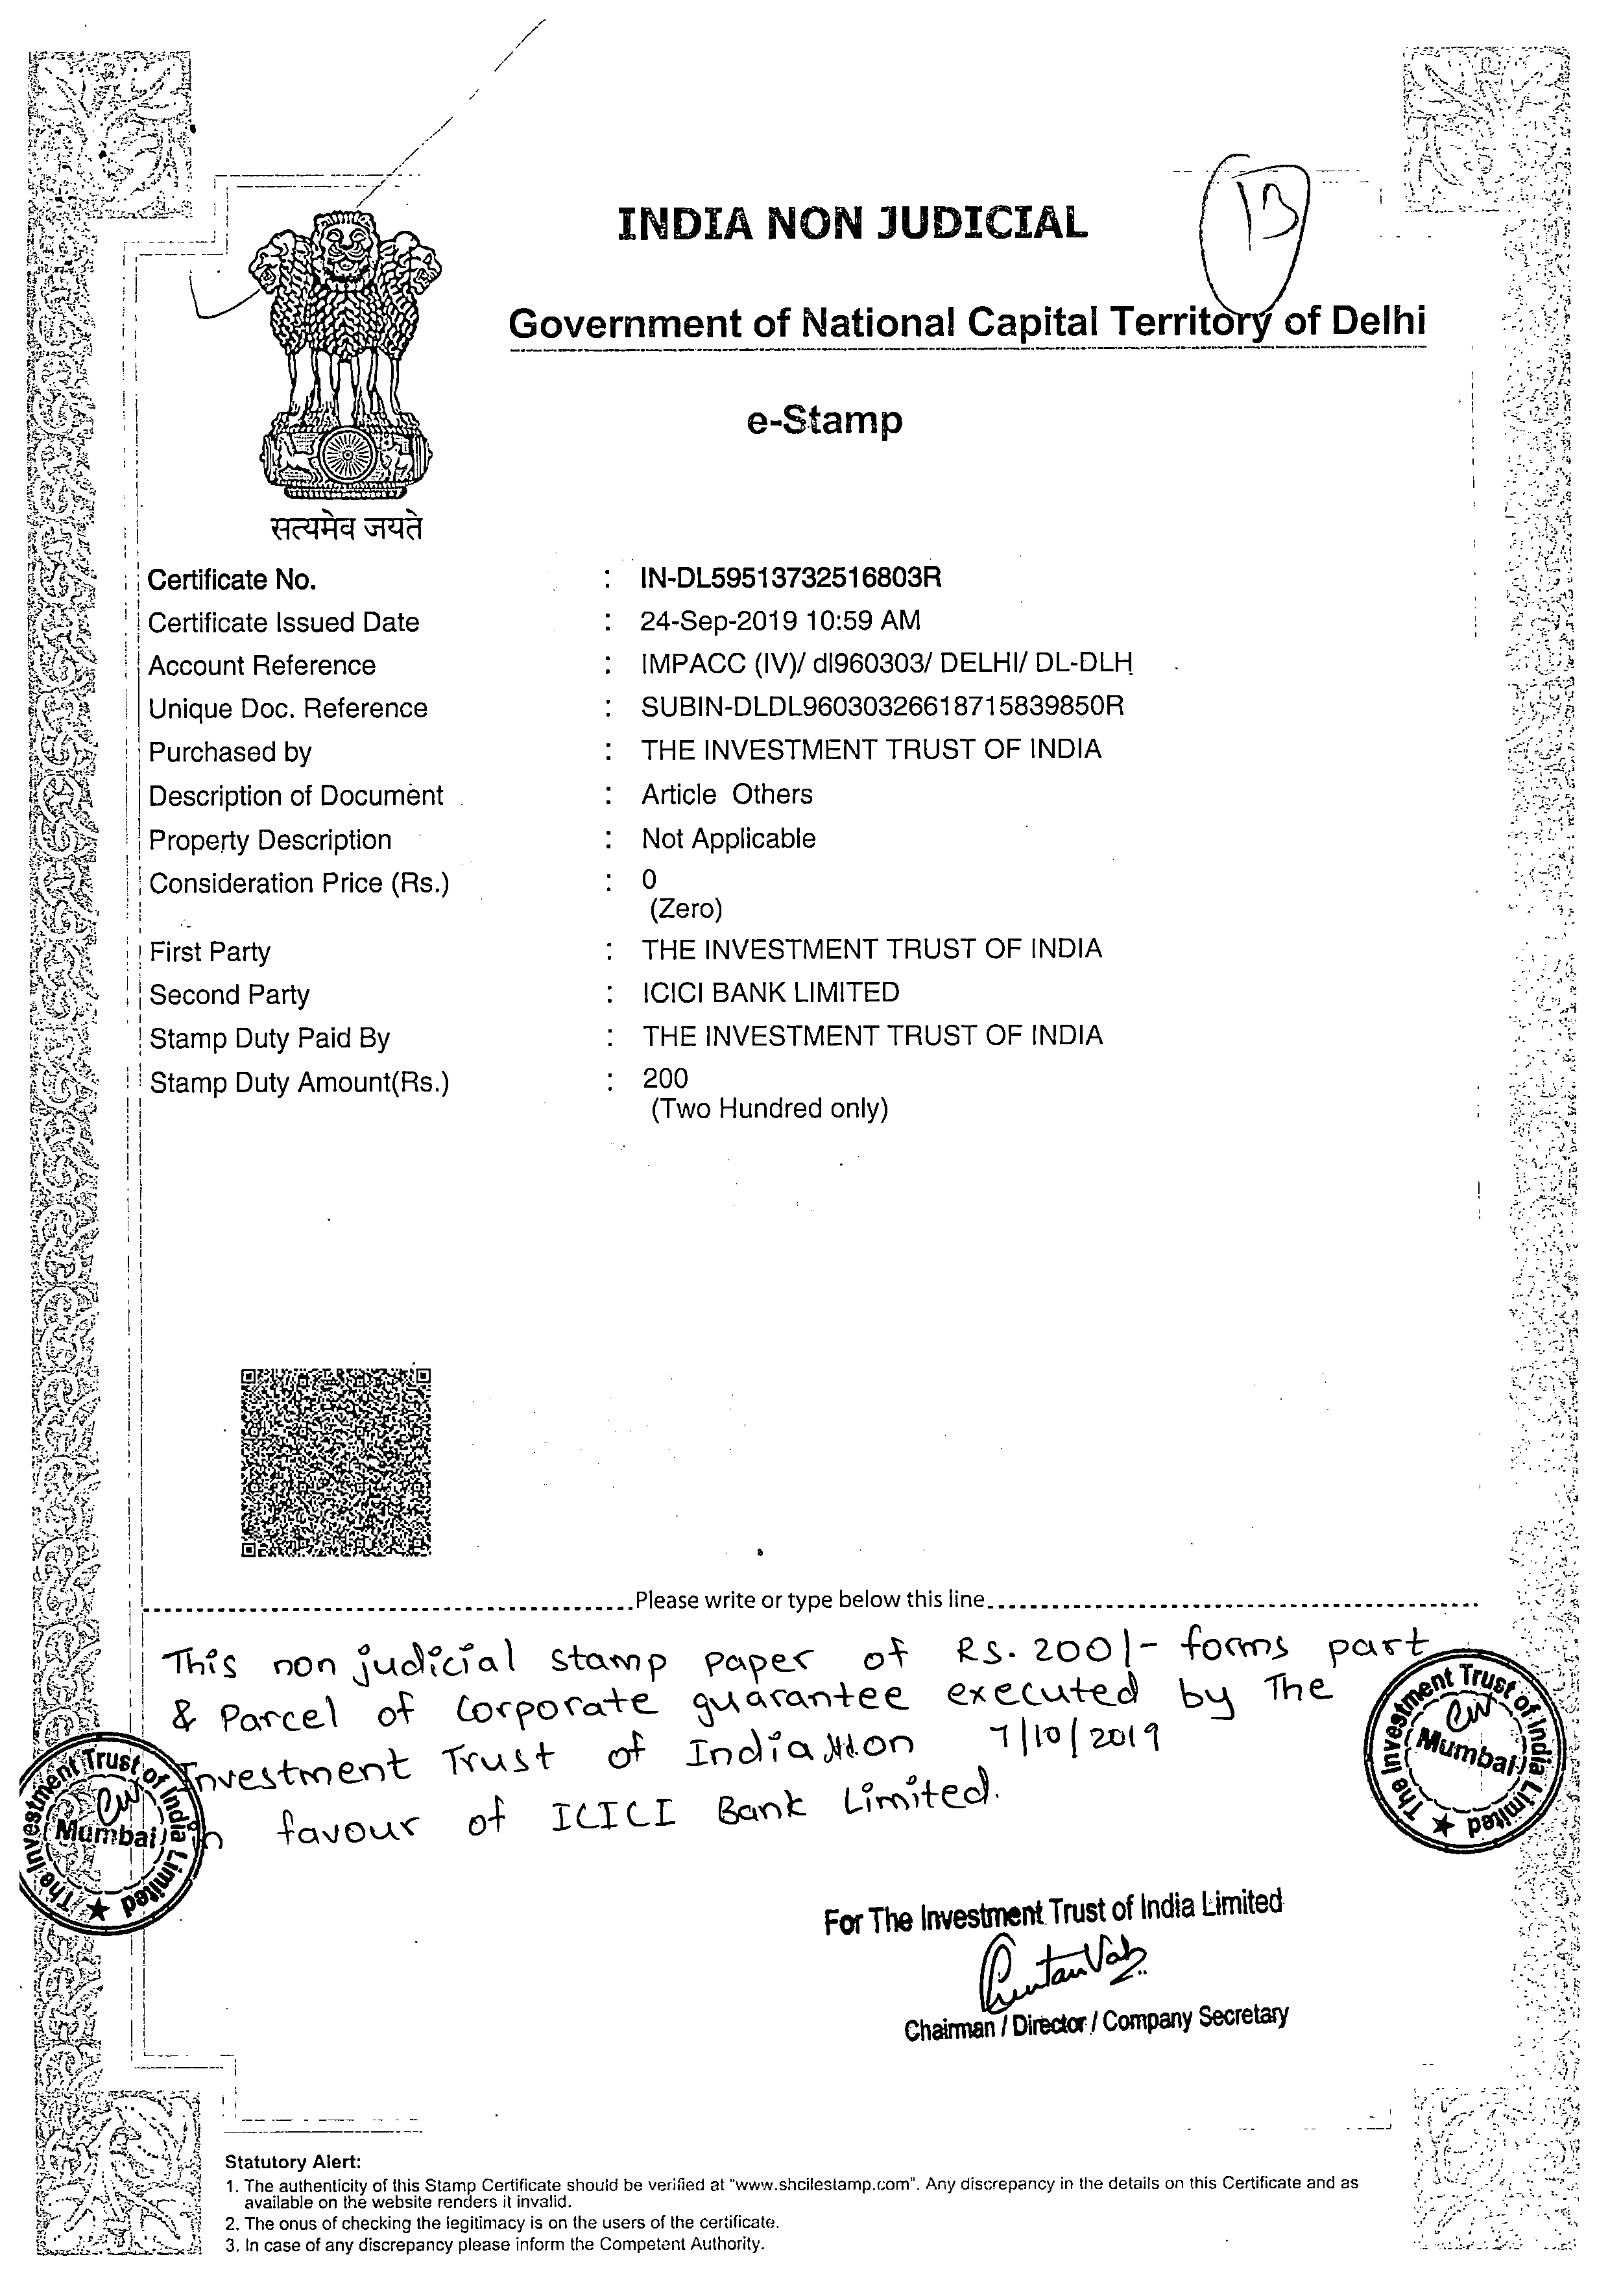 13
INDIA NON JUDICIAL
Government of National Capital Territory of Delhi
e-Stamp
सत्यमेव जयते
Certificate No. : IN-DL59513732516803R
Certificate Issued Date : 24-Sep-2019 10:59 AM
Account Reference : IMPACC (IV)/ dl960303/ DELHI/ DL-DLH
Unique Doc. Reference : SUBIN-DLDL96030326618715839850R
Purchased by : THE INVESTMENT TRUST OF INDIA
Description of Document : Article Others
Property Description : Not Applicable
Consideration Price (Rs.) : 0
(Zero)
First Party : THE INVESTMENT TRUST OF INDIA
Second Party : ICICI BANK LIMITED
Stamp Duty Paid By : THE INVESTMENT TRUST OF INDIA
Stamp Duty Amount(Rs.) : 200
(Two Hundred only)
Please write or type below this line
This non judicial stamp paper of Rs. 200/- forms part
& Parcel of Corporate guarantee executed by The
Investment Trust of India on 7/10/2019
in favour of ICICI Bank Limited.
The Investment Trust of India Limited
Mumbai
The Investment Trust of India Limited
Mumbai
For The Investment Trust of India Limited
Chairman / Director / Company Secretary
Statutory Alert:
1. The authenticity of this Stamp Certificate should be verified at "www.shcilestamp.com". Any discrepancy in the details on this Certificate and as
available on the website renders it invalid.
2. The onus of checking the legitimacy is on the users of the certificate.
3. In case of any discrepancy please inform the Competent Authority.